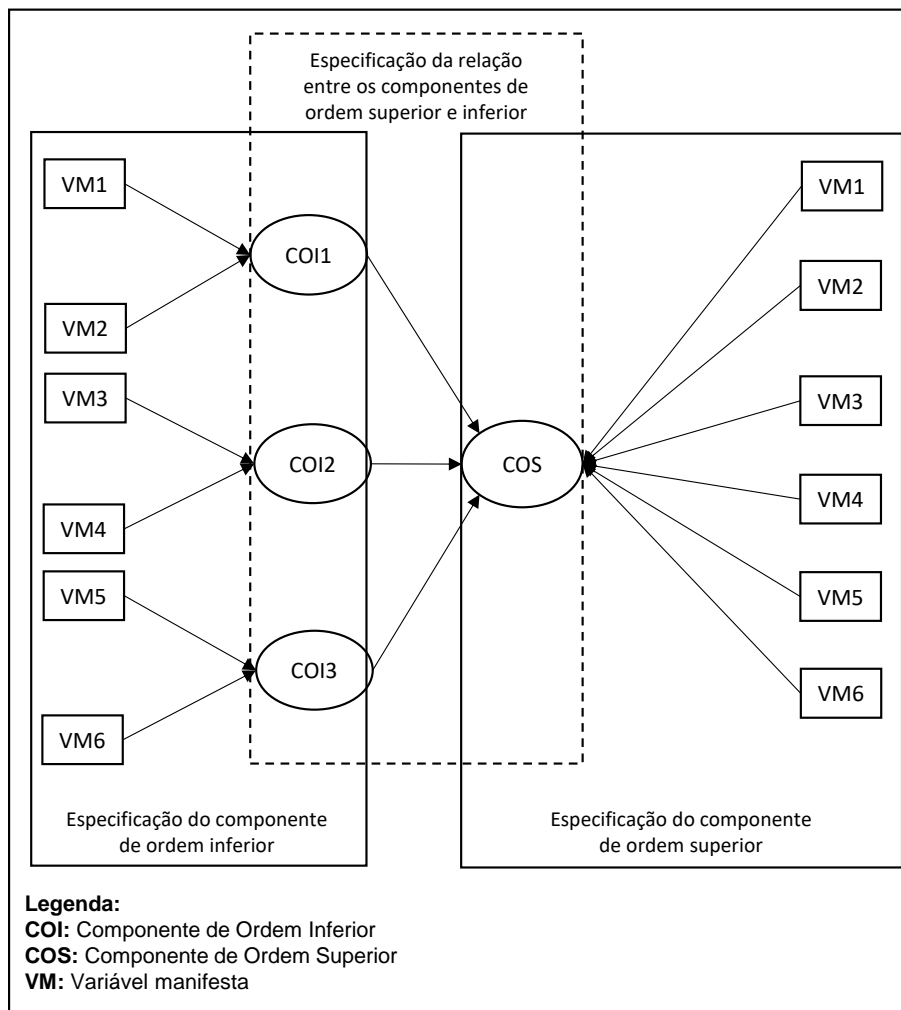 Especificação da relação
entre os componentes de
ordem superior e inferior
VM1
VM2
VM3
VM4
VM5
VM6
COI1
COI2
COI3
COS
VM1
VM2
VM3
VM4
VM5
VM6
Especificação do componente
de ordem inferior
Especificação do componente
de ordem superior
Legenda:
COI: Componente de Ordem Inferior
COS: Componente de Ordem Superior
VM: Variável manifesta